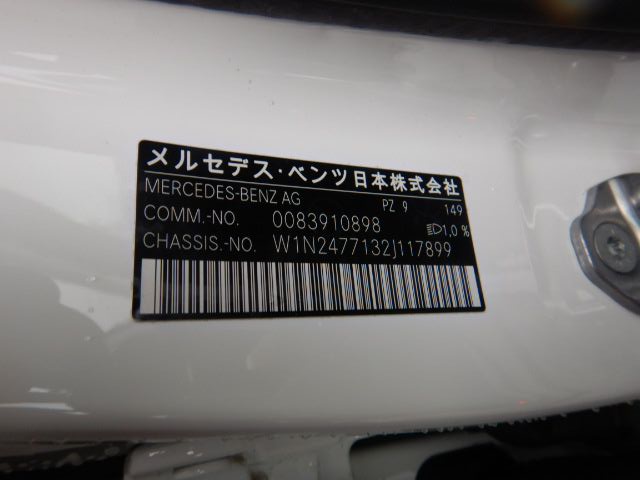 メルセデス・ベンツ日本株式会社
MERCEDES-BENZ AG PZ 9 149
COMM.-NO. 0083910898 1,0 %
CHASSIS.-NO. W1N2477132J117899